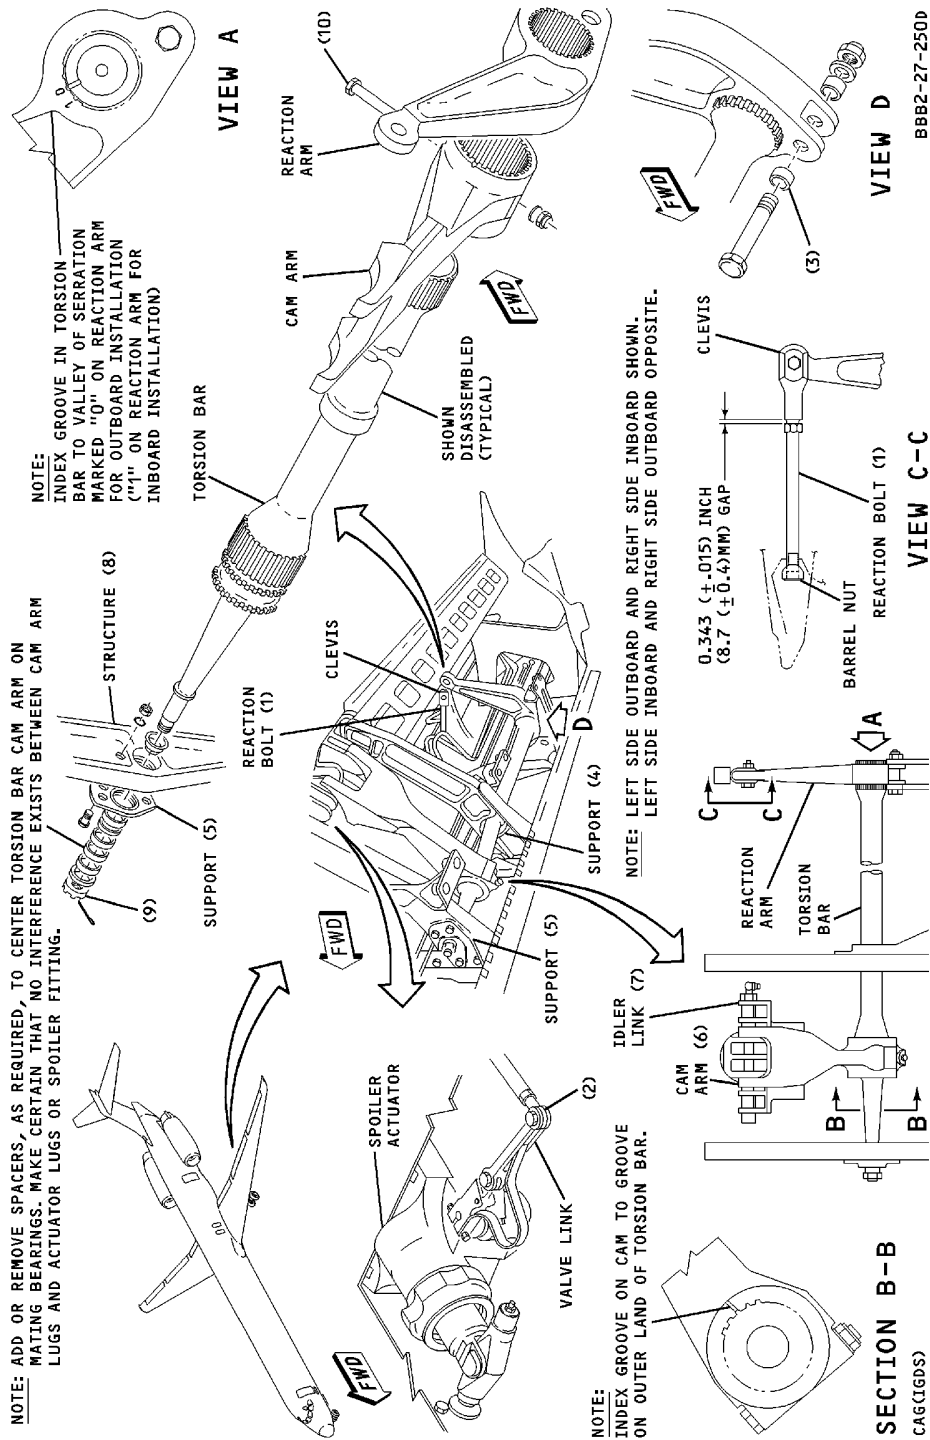 NOTE: ADD OR REMOVE SPACERS, AS REQUIRED, TO CENTER TORSION BAR CAM ARM ON
MATING BEARINGS. MAKE CERTAIN THAT NO INTERFERENCE EXISTS BETWEEN CAM ARM
LUGS AND ACTUATOR LUGS OR SPOILER FITTING.
STRUCTURE (8)
(9)
SUPPORT (5)
NOTE:
INDEX GROOVE IN TORSION
BAR TO VALLEY OF SERRATION
MARKED "O" ON REACTION ARM
FOR OUTBOARD INSTALLATION
("1" ON REACTION ARM FOR
INBOARD INSTALLATION)
O
I
VIEW A
TORSION BAR
CAM ARM
REACTION
ARM
(10)
SHOWN
DISASSEMBLED
(TYPICAL)
FWD
FWD
SPOILER
ACTUATOR
VALVE LINK
(2)
FWD
REACTION
BOLT (1)
CLEVIS
SUPPORT (5)
SUPPORT (4)
D
NOTE: LEFT SIDE OUTBOARD AND RIGHT SIDE INBOARD SHOWN.
LEFT SIDE INBOARD AND RIGHT SIDE OUTBOARD OPPOSITE.
FWD
(3)
VIEW D
NOTE:
INDEX GROOVE ON CAM TO GROOVE
ON OUTER LAND OF TORSION BAR.
SECTION B-B
CAM
ARM (6)
IDLER
LINK (7)
B
B
REACTION
ARM
TORSION
BAR
C
C
A
0.343 (±.015) INCH
(8.7 (±0.4)MM) GAP
CLEVIS
BARREL NUT
REACTION BOLT (1)
VIEW C-C
CAG(IGDS)
BBB2-27-250D